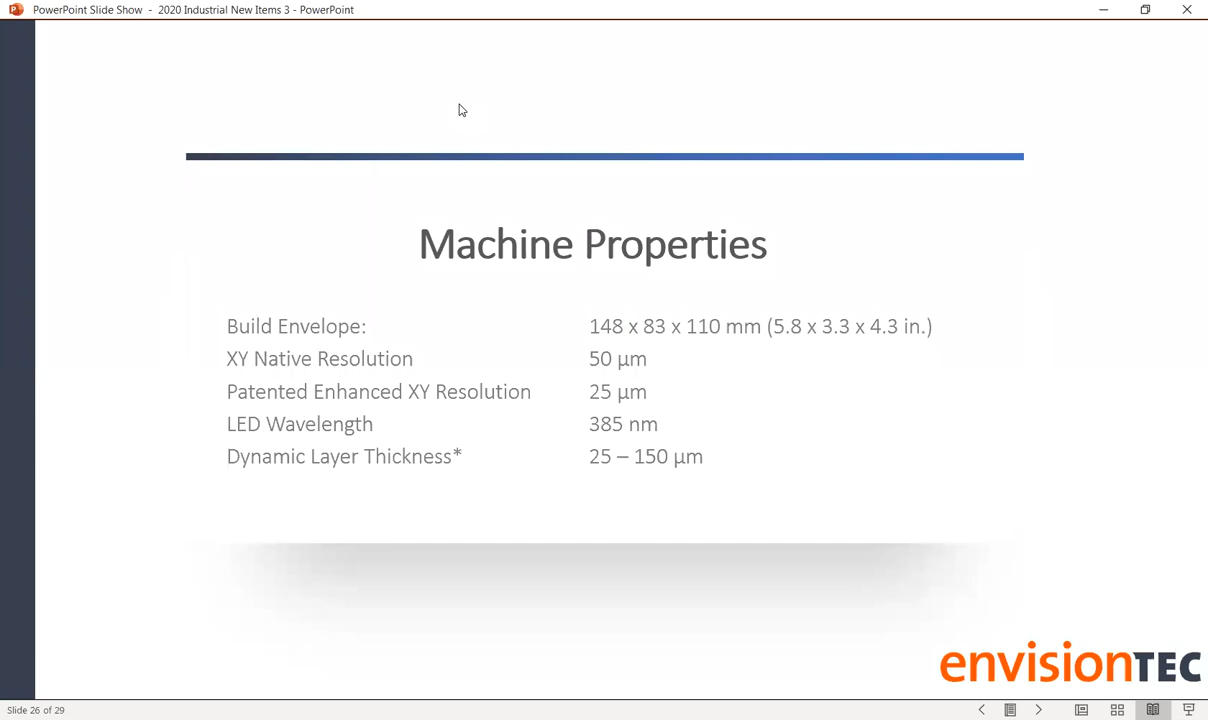 PowerPoint Slide Show - 2020 Industrial New Items 3 - PowerPoint
Machine Properties
Build Envelope: 148 x 83 x 110 mm (5.8 x 3.3 x 4.3 in.)
XY Native Resolution 50 µm
Patented Enhanced XY Resolution 25 µm
LED Wavelength 385 nm
Dynamic Layer Thickness* 25 – 150 µm
envisionTEC
Slide 26 of 29